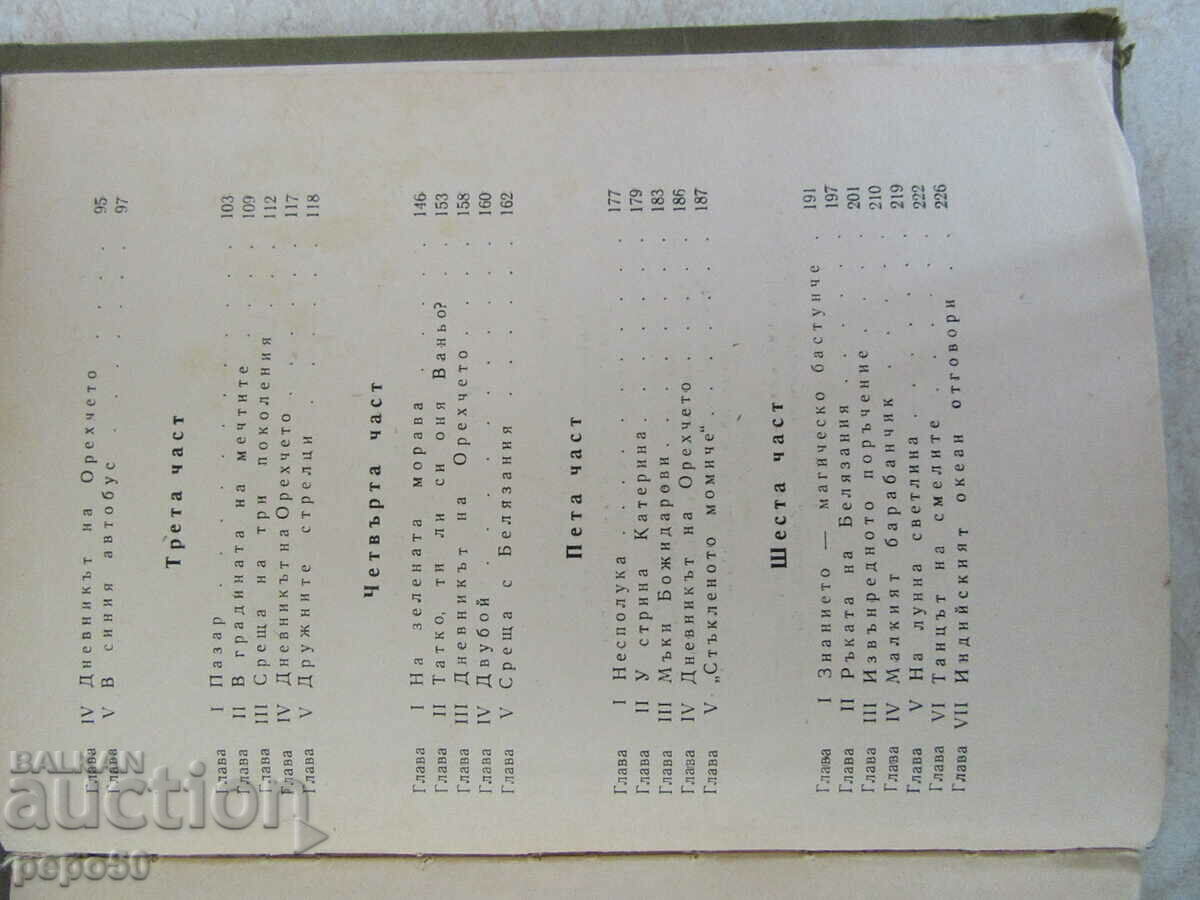 Глава IV Дневникът на Орехчето . . . . . 95
Глава V В синия автобус . . . . . . . 97
Трета част
Глава I Пазар . . . . . . . . . . 103
Глава II В градината на мечтите . . . . . 109
Глава III Среща на три поколения . . . . 112
Глава IV Дневникът на Орехчето . . . . . 117
Глава V Дружните стрелци . . . . . . 118
Четвърта част
Глава I На зелената морава . . . . . . 146
Глава II Татко, ти ли си оня Ваньо? . . . 153
Глава III Дневникът на Орехчето . . . . . 158
Глава IV Двубой . . . . . . . . . 160
Глава V Среща с Белязания . . . . . . 162
Пета част
Глава I Несполука . . . . . . . . . 177
Глава II У стрина Катерина . . . . . . 179
Глава III Мъки Божидарови . . . . . . 183
Глава IV Дневникът на Орехчето . . . . . 186
Глава V. „Стъкленото момиче“ . . . . . 187
Шеста част
Глава I Знанието — магическо бастунче . 191
Глава II Ръката на Белязания . . . . . 197
Глава III Извънредното поръчение . . . . 201
Глава IV Малкият барабанчик . . . . . 210
Глава V На лунна светлина . . . . . . 219
Глава VI Танцът на смелите . . . . . . 222
Глава VII Индийският океан отговори . . 226
BALKAN
auction
pepo80